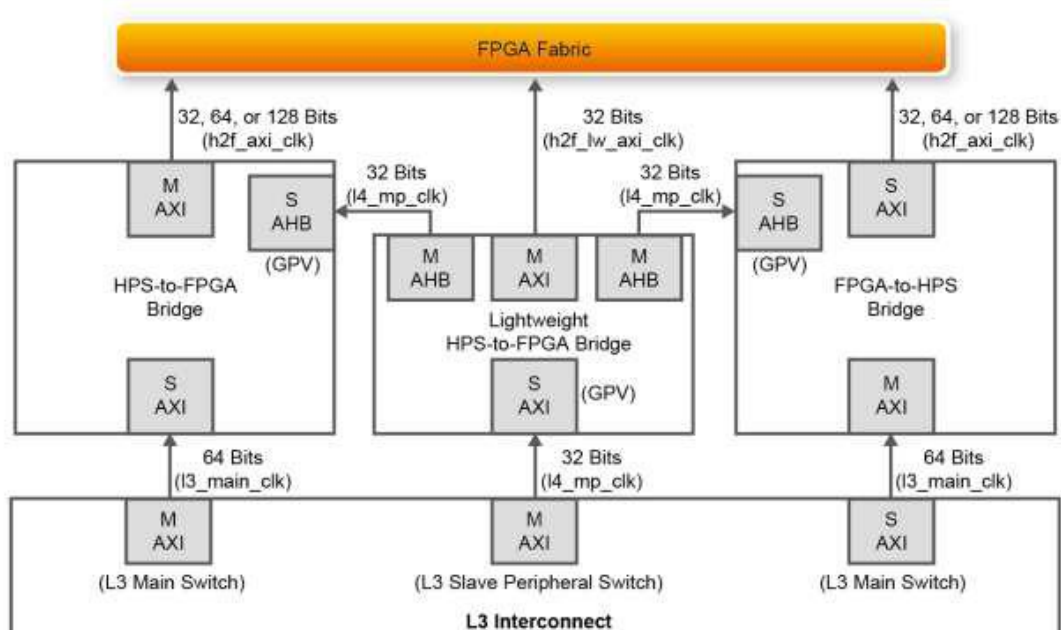 FPGA Fabric
32, 64, or 128 Bits
(h2f_axi_clk)
32 Bits
(h2f_lw_axi_clk)
32, 64, or 128 Bits
(h2f_axi_clk)
M
AXI
S
AHB
(GPV)
HPS-to-FPGA
Bridge
S
AXI
32 Bits
(l4_mp_clk)
32 Bits
(l4_mp_clk)
M
AHB
M
AXI
M
AHB
Lightweight
HPS-to-FPGA Bridge
S
AXI
(GPV)
S
AHB
(GPV)
S
AXI
FPGA-to-HPS
Bridge
M
AXI
64 Bits
(l3_main_clk)
32 Bits
(l4_mp_clk)
64 Bits
(l3_main_clk)
M
AXI
(L3 Main Switch)
M
AXI
(L3 Slave Peripheral Switch)
S
AXI
(L3 Main Switch)
L3 Interconnect